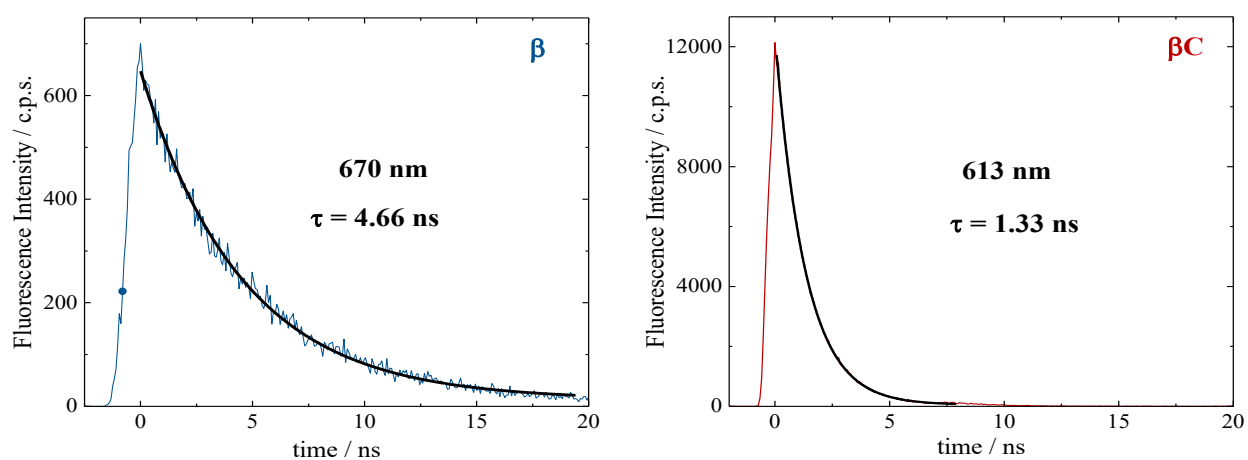 β
670 nm
τ = 4.66 ns
Fluorescence Intensity / c.p.s.
600
400
200
0
0
5
10
15
20
time / ns
βC
613 nm
τ = 1.33 ns
Fluorescence Intensity / c.p.s.
12000
8000
4000
0
0
5
10
15
20
time / ns